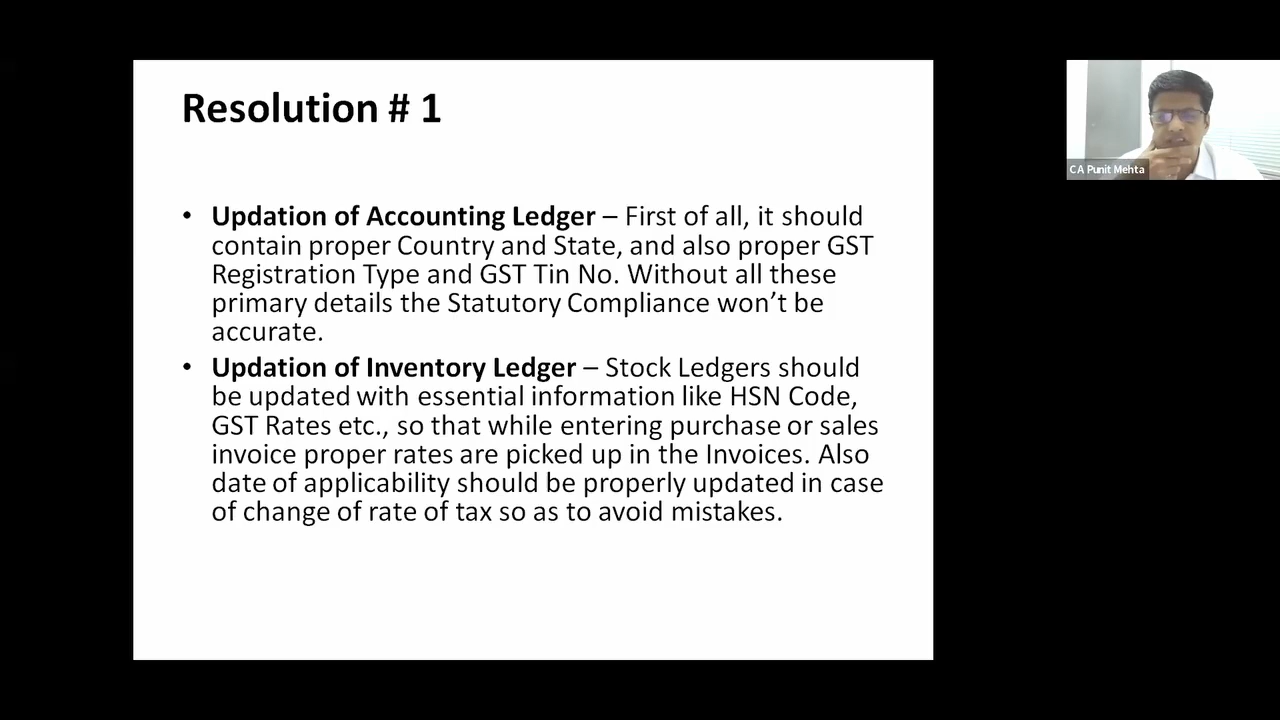 Resolution # 1
• Updation of Accounting Ledger – First of all, it should
contain proper Country and State, and also proper GST
Registration Type and GST Tin No. Without all these
primary details the Statutory Compliance won’t be
accurate.
• Updation of Inventory Ledger – Stock Ledgers should
be updated with essential information like HSN Code,
GST Rates etc., so that while entering purchase or sales
invoice proper rates are picked up in the Invoices. Also
date of applicability should be properly updated in case
of change of rate of tax so as to avoid mistakes.
CA Punit Mehta